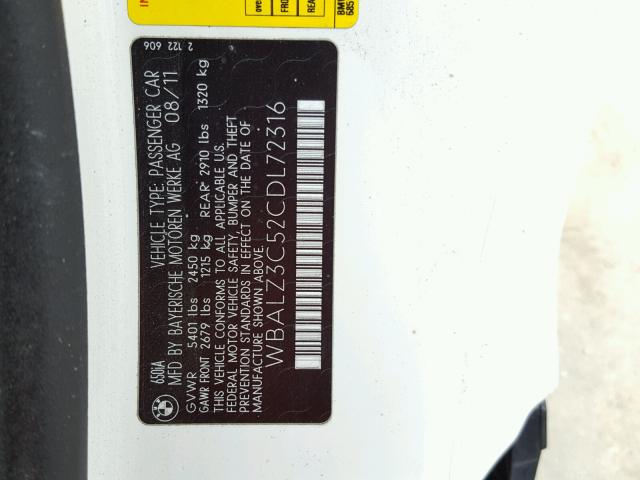 6S01A VEHICLE TYPE: PASSENGER CAR 2 122 606
MFD BY BAYERISCHE MOTOREN WERKE AG 08/11
GVWR 5401 lbs 2450 kg
GAWR FRONT 2679 lbs 1215 kg REAR 2910 lbs 1320 kg
THIS VEHICLE CONFORMS TO ALL APPLICABLE U.S.
FEDERAL MOTOR VEHICLE SAFETY, BUMPER AND THEFT
PREVENTION STANDARDS IN EFFECT ON THE DATE OF
MANUFACTURE SHOWN ABOVE.
WBALZ3C52CDL72316